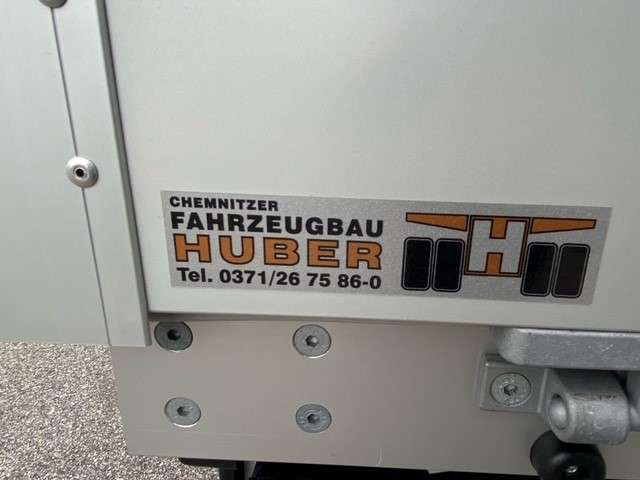 CHEMNITZER
FAHRZEUGBAU
HUBER
Tel. 0371/26 75 86-0
H